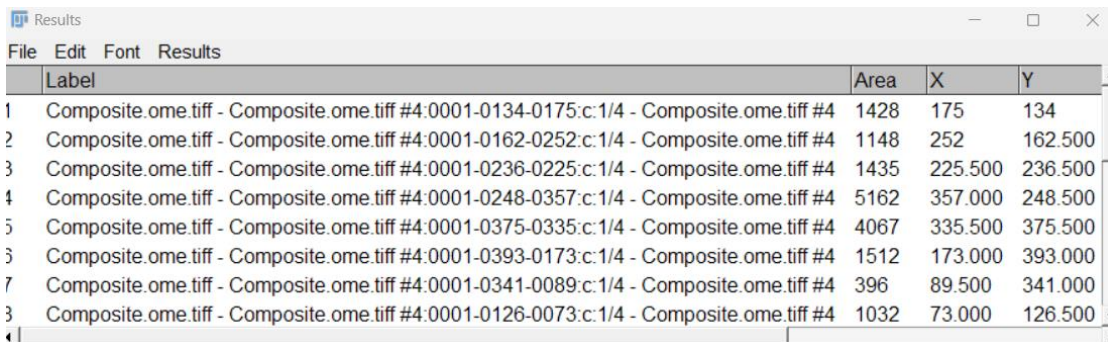 Results
File Edit Font Results
Label Area X Y
1 Composite.ome.tiff - Composite.ome.tiff #4:0001-0134-0175:c:1/4 - Composite.ome.tiff #4 1428 175 134
2 Composite.ome.tiff - Composite.ome.tiff #4:0001-0162-0252:c:1/4 - Composite.ome.tiff #4 1148 252 162.500
3 Composite.ome.tiff - Composite.ome.tiff #4:0001-0236-0225:c:1/4 - Composite.ome.tiff #4 1435 225.500 236.500
4 Composite.ome.tiff - Composite.ome.tiff #4:0001-0248-0357:c:1/4 - Composite.ome.tiff #4 5162 357.000 248.500
5 Composite.ome.tiff - Composite.ome.tiff #4:0001-0375-0335:c:1/4 - Composite.ome.tiff #4 4067 335.500 375.500
6 Composite.ome.tiff - Composite.ome.tiff #4:0001-0393-0173:c:1/4 - Composite.ome.tiff #4 1512 173.000 393.000
7 Composite.ome.tiff - Composite.ome.tiff #4:0001-0341-0089:c:1/4 - Composite.ome.tiff #4 396 89.500 341.000
8 Composite.ome.tiff - Composite.ome.tiff #4:0001-0126-0073:c:1/4 - Composite.ome.tiff #4 1032 73.000 126.500